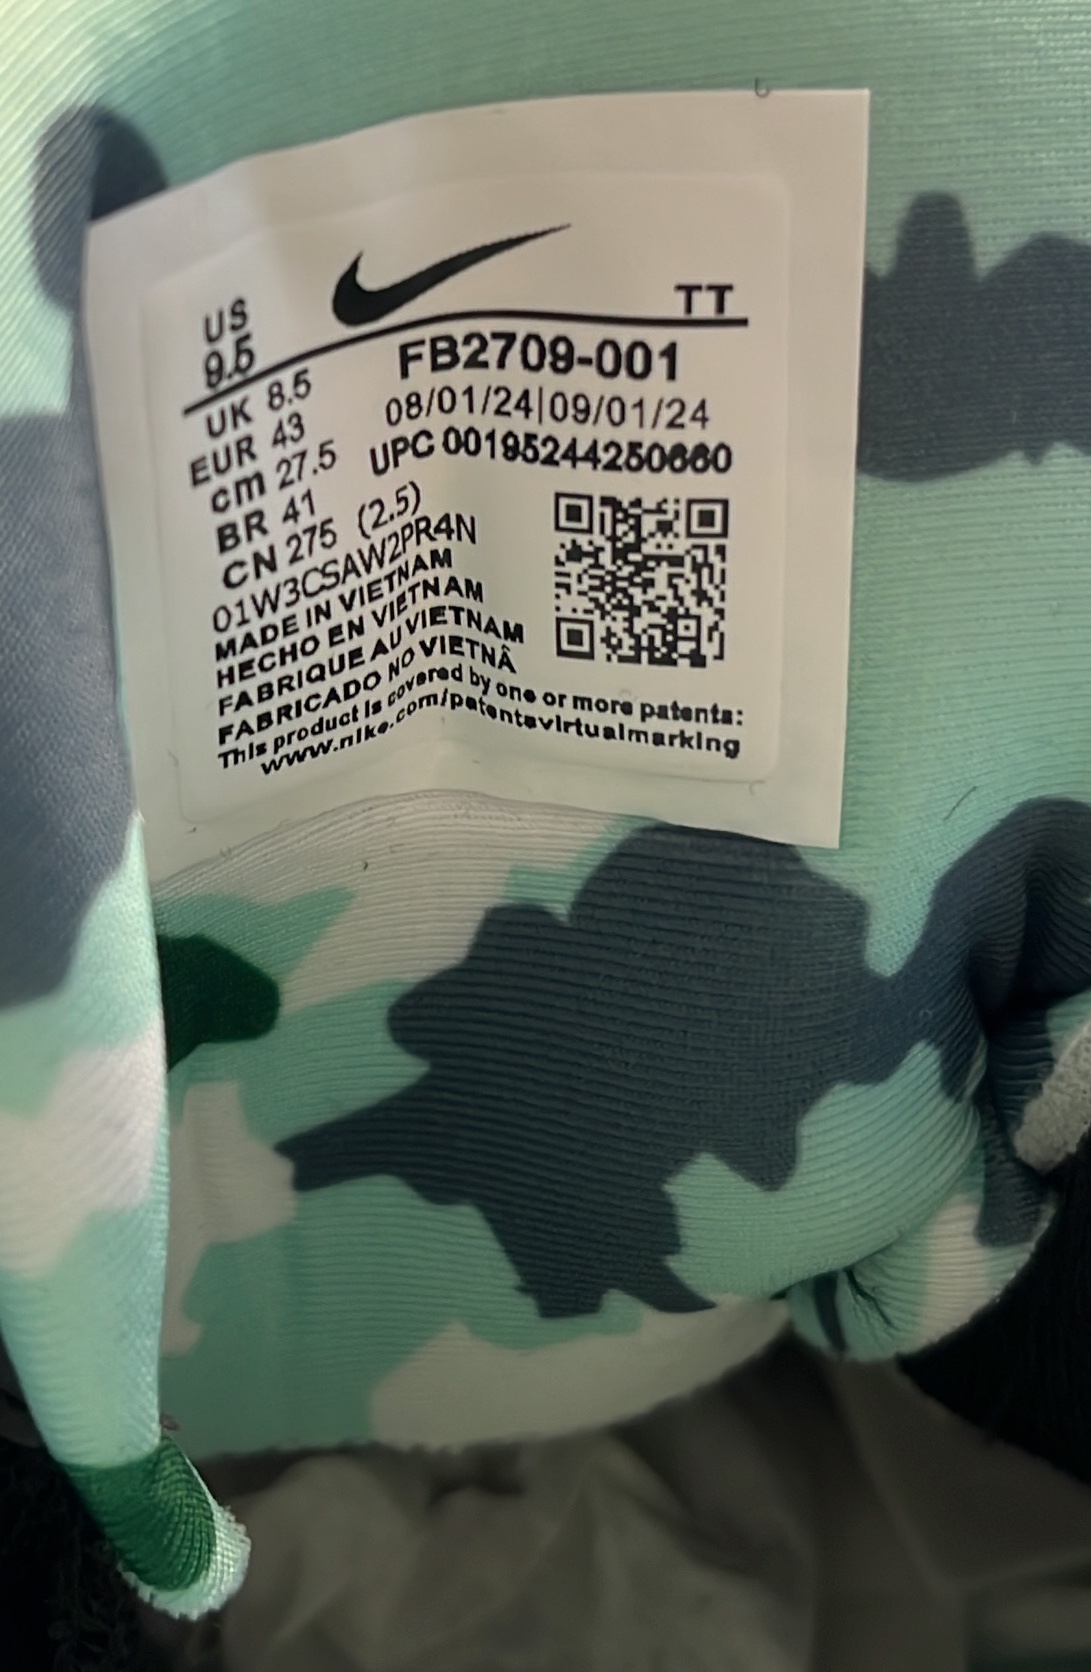 US
9.5
TT
UK 8.5
EUR 43
cm 27.5
BR 41
CN 275 (2.5)
FB2709-001
08/01/24|09/01/24
UPC 00195244250660
01W3CSAW2PR4N
MADE IN VIETNAM
HECHO EN VIETNAM
FABRIQUE AU VIETNAM
FABRICADO NO VIETNÃ
This product is covered by one or more patents:
www.nike.com/patentsvirtualmarking